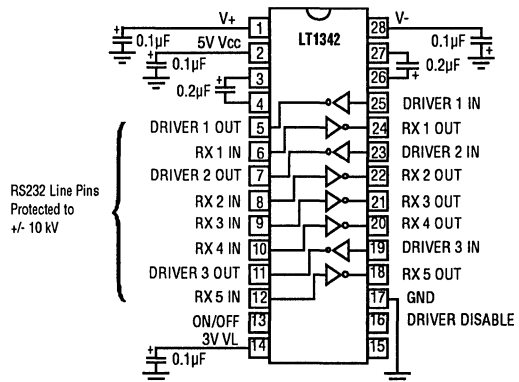 V+ 1 LT1342 28 V-
0.1µF 0.1µF
5V Vcc 2 27
0.1µF 0.2µF
3 26
0.2µF
4 25 DRIVER 1 IN
DRIVER 1 OUT 5 24 RX 1 OUT
RX 1 IN 6 23 DRIVER 2 IN
DRIVER 2 OUT 7 22 RX 2 OUT
RX 2 IN 8 21 RX 3 OUT
RX 3 IN 9 20 RX 4 OUT
RX 4 IN 10 19 DRIVER 3 IN
DRIVER 3 OUT 11 18 RX 5 OUT
RX 5 IN 12 17 GND
ON/OFF 13 16 DRIVER DISABLE
3V VL 14 15
0.1µF
RS232 Line Pins
Protected to
+/- 10 kV